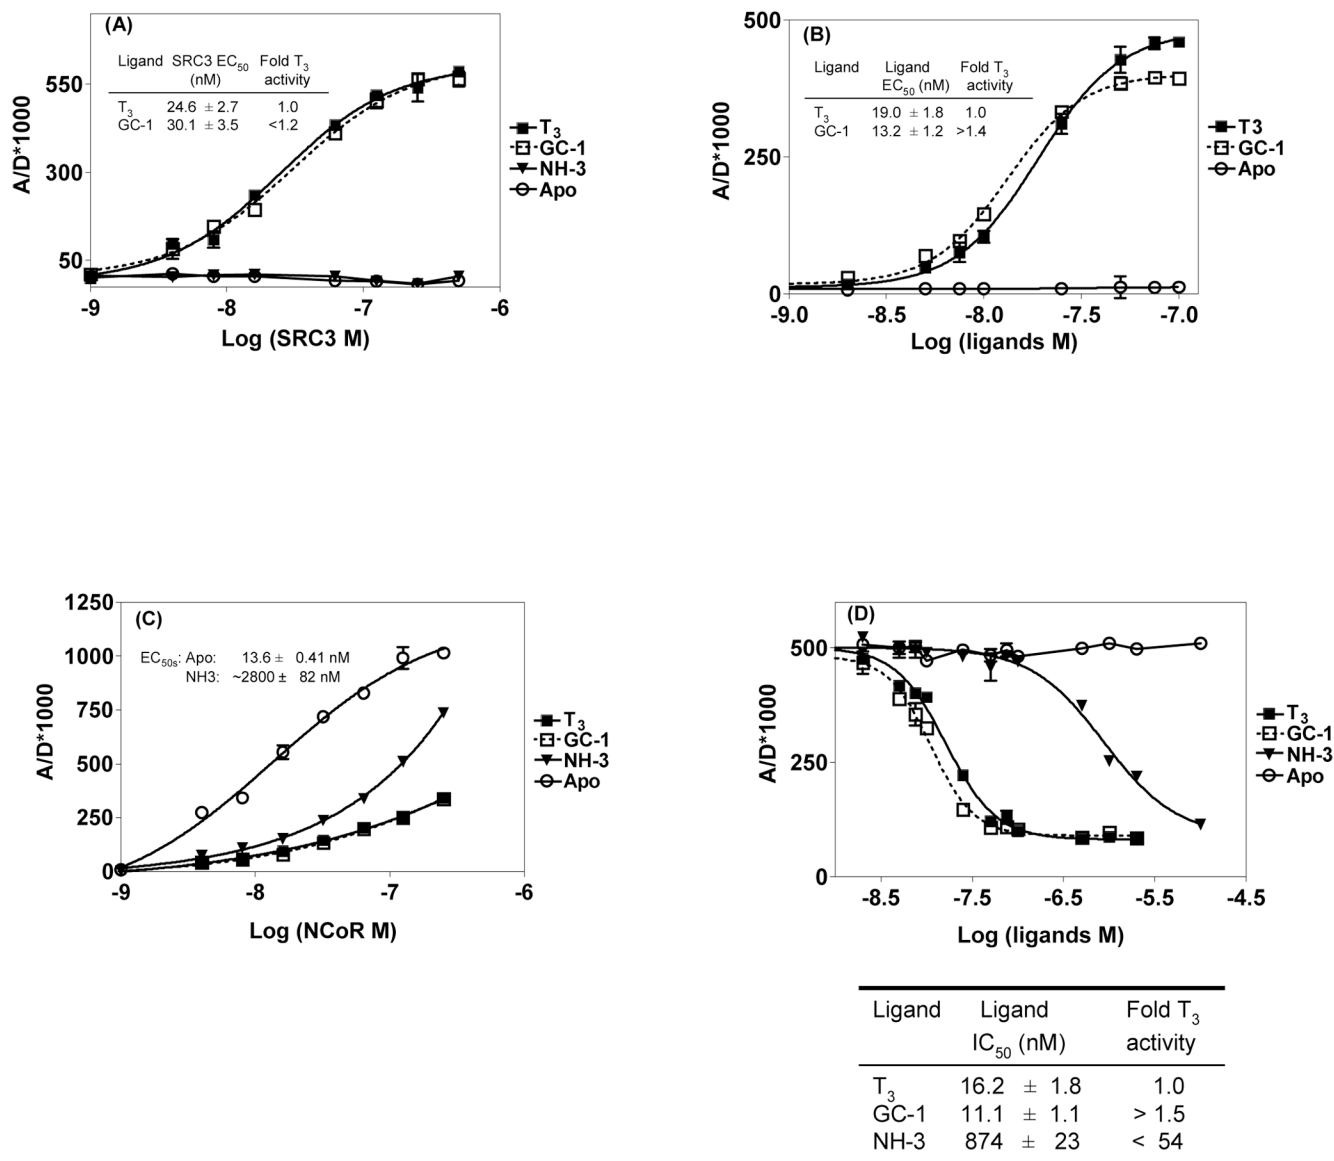 (A)
Ligand SRC3 EC50 Fold T3
(nM) activity
T3 24.6 ± 2.7 1.0
GC-1 30.1 ± 3.5 <1.2
550
300
50
A/D*1000
-9 -8 -7 -6
Log (SRC3 M)
T3
GC-1
NH-3
Apo
(B)
Ligand Ligand Fold T3
EC50 (nM) activity
T3 19.0 ± 1.8 1.0
GC-1 13.2 ± 1.2 >1.4
500
250
0
A/D*1000
-9.0 -8.5 -8.0 -7.5 -7.0
Log (ligands M)
T3
GC-1
Apo
(C)
EC50s: Apo: 13.6 ± 0.41 nM
NH3: ~2800 ± 82 nM
1250
1000
750
500
250
0
A/D*1000
-9 -8 -7 -6
Log (NCoR M)
T3
GC-1
NH-3
Apo
(D)
500
250
0
A/D*1000
-8.5 -7.5 -6.5 -5.5 -4.5
Log (ligands M)
T3
GC-1
NH-3
Apo
Ligand Ligand Fold T3
IC50 (nM) activity
T3 16.2 ± 1.8 1.0
GC-1 11.1 ± 1.1 > 1.5
NH-3 874 ± 23 < 54